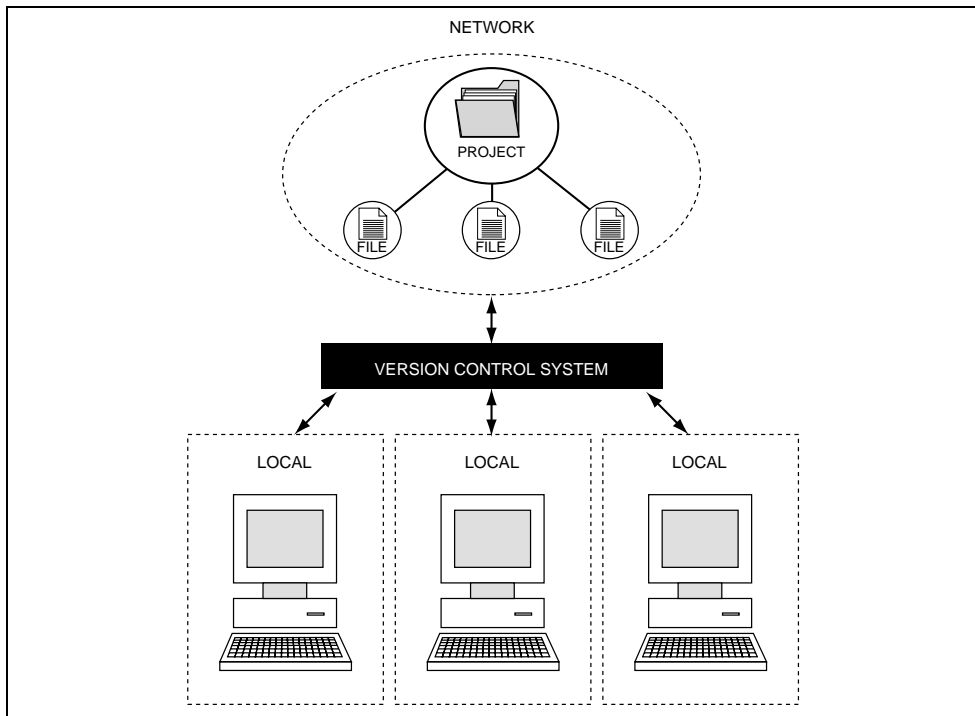 NETWORK
PROJECT
FILE
FILE
FILE
VERSION CONTROL SYSTEM
LOCAL
LOCAL
LOCAL